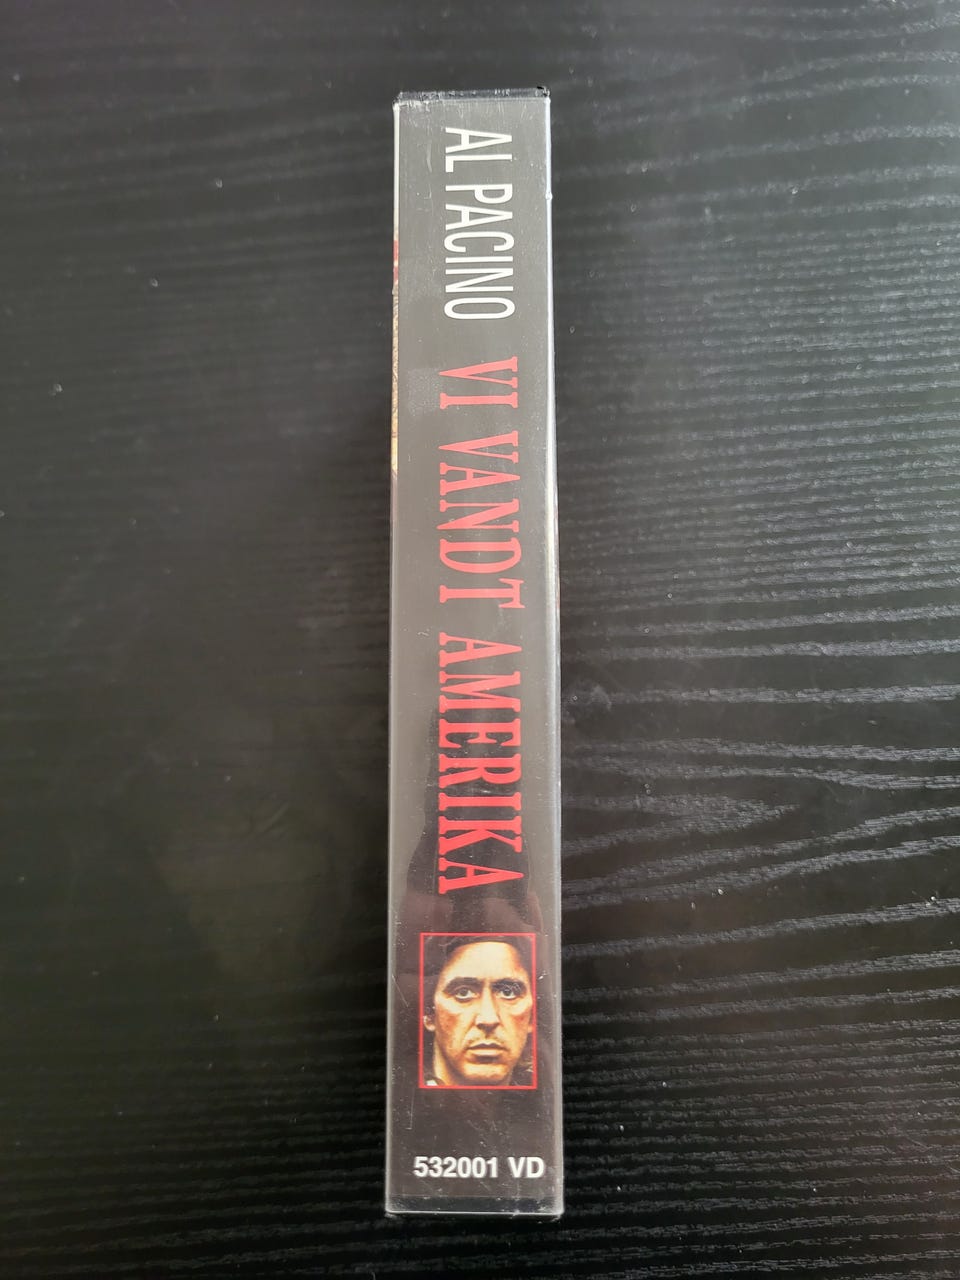 AL PACINO VI VANDT AMERIKA
532001 VD